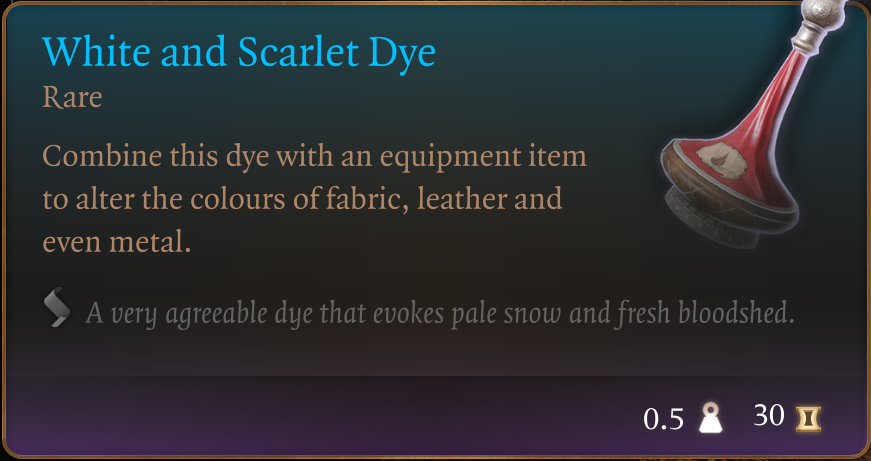 White and Scarlet Dye
Rare
Combine this dye with an equipment item
to alter the colours of fabric, leather and
even metal.
A very agreeable dye that evokes pale snow and fresh bloodshed.
0.5 30